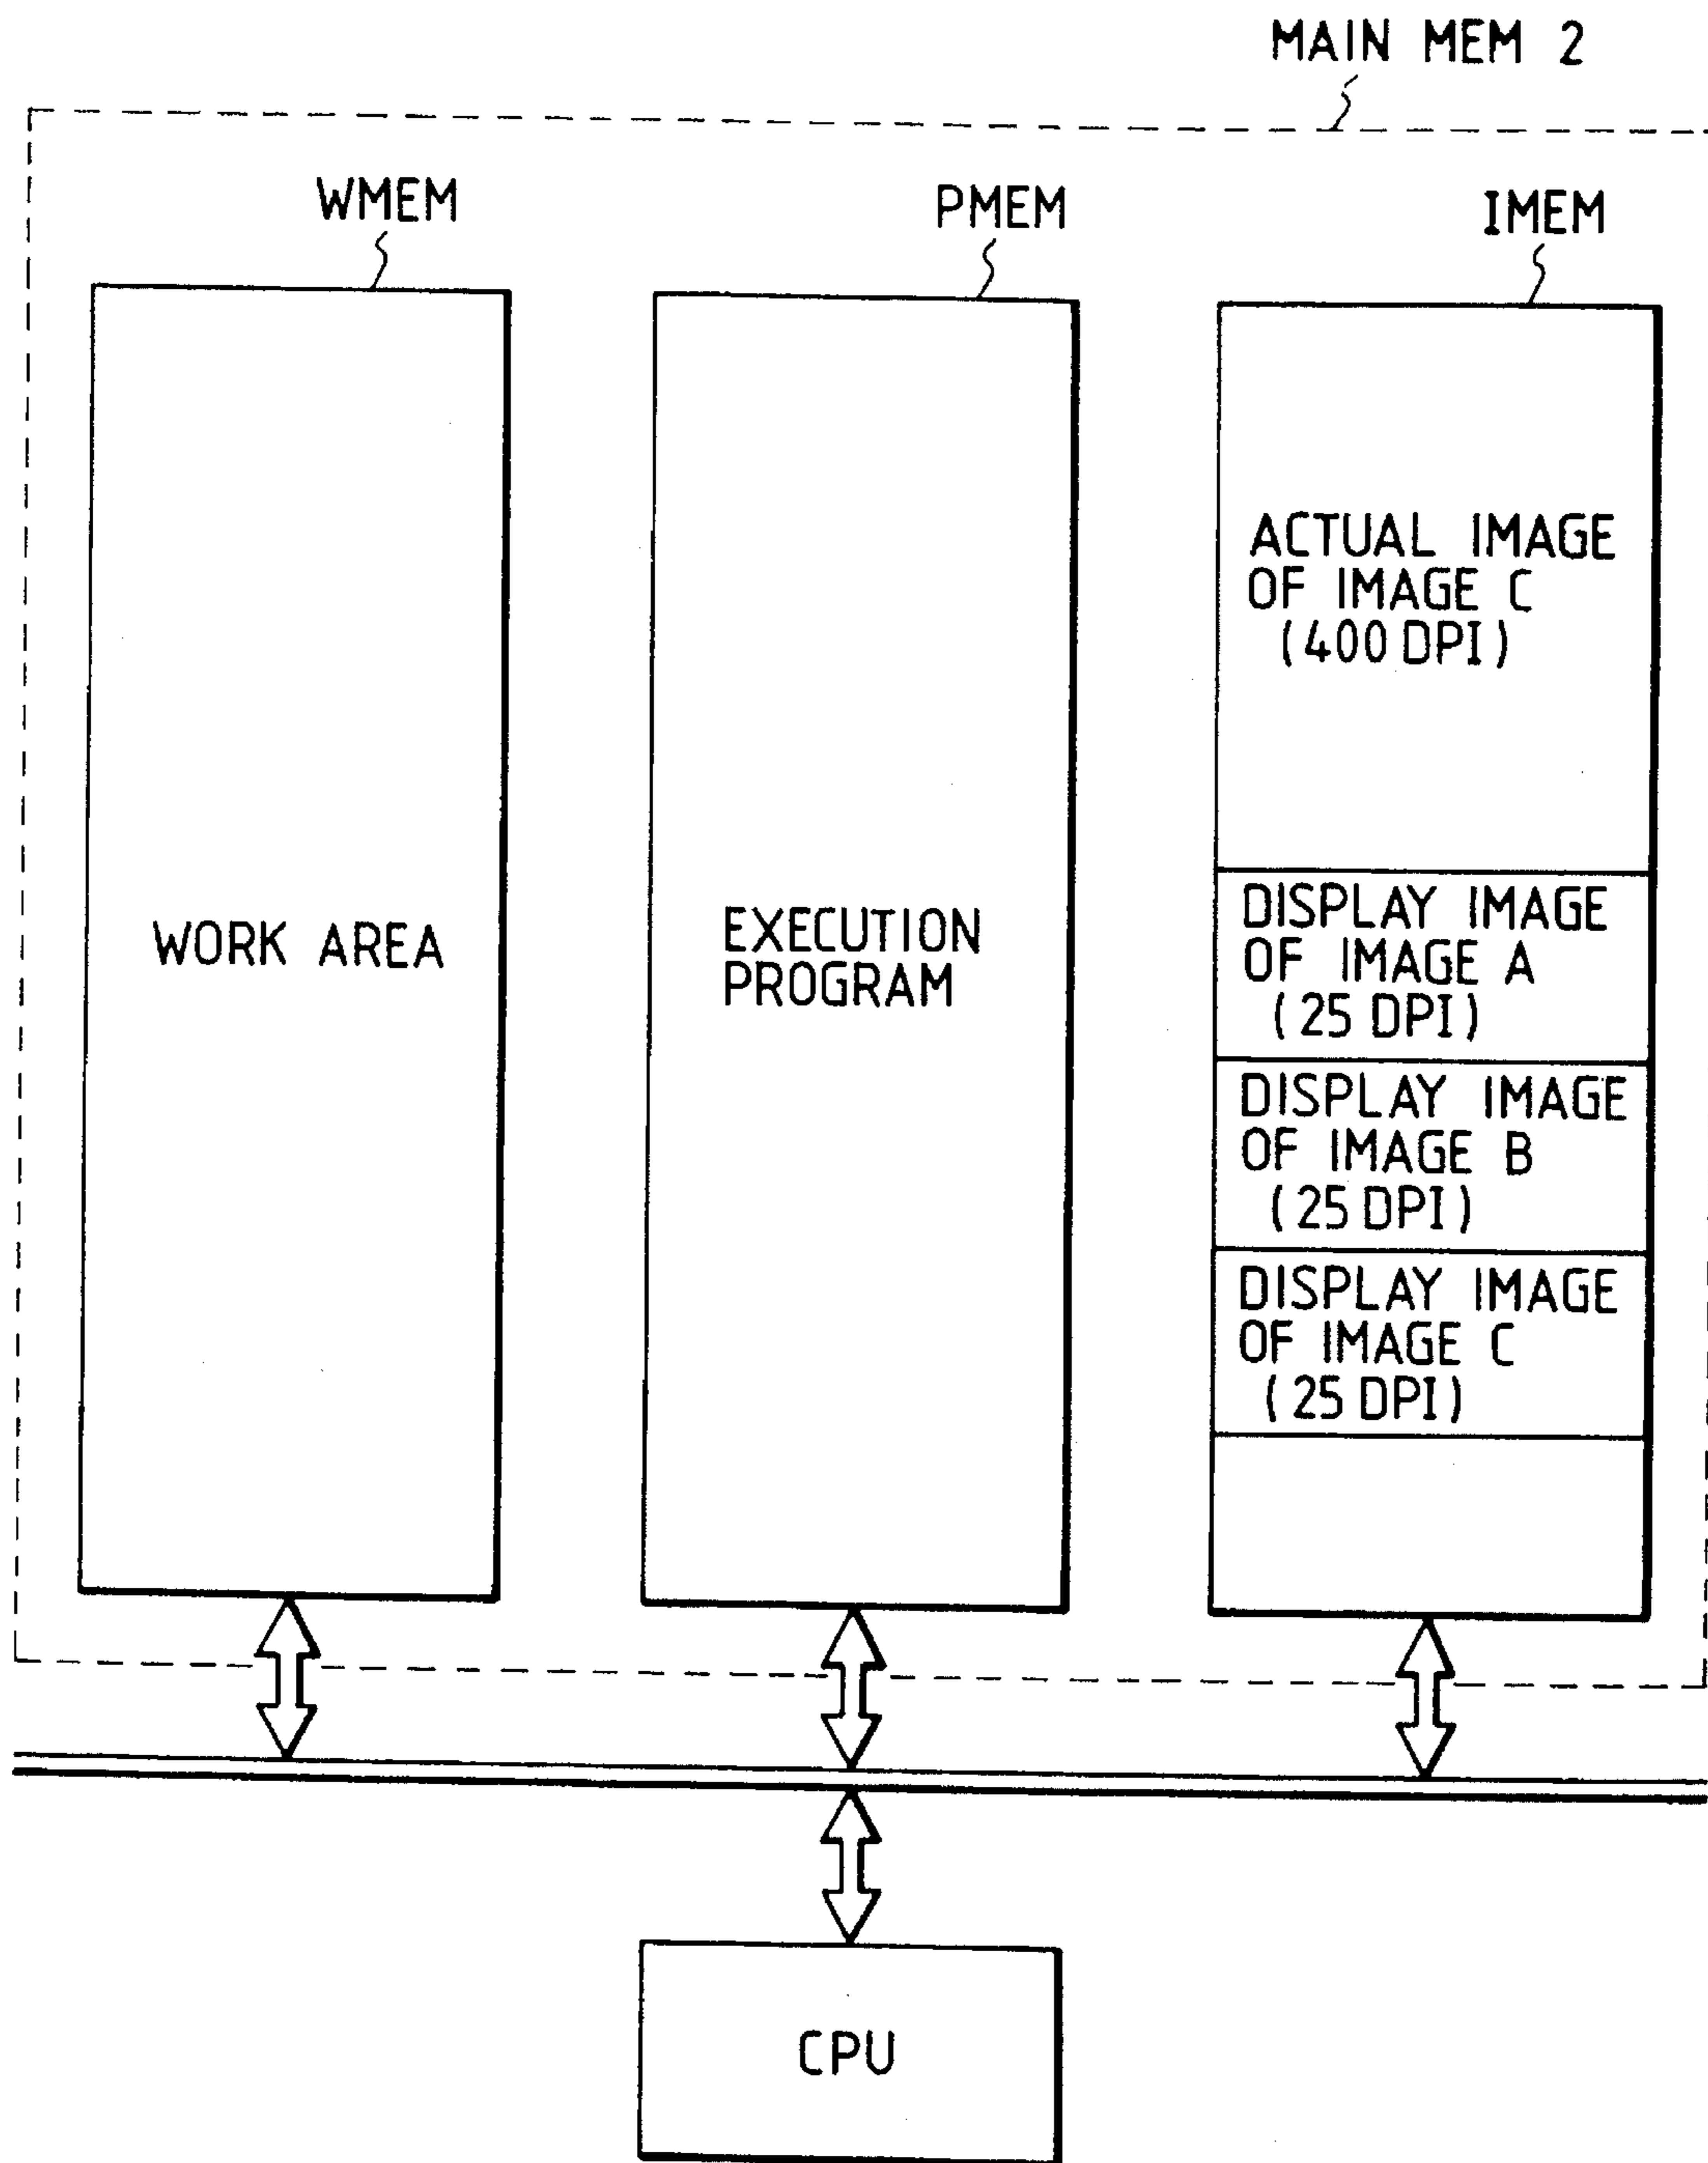 MAIN MEM 2
WMEM
PMEM
IMEM
WORK AREA
EXECUTION
PROGRAM
ACTUAL IMAGE
OF IMAGE C
(400 DPI)
DISPLAY IMAGE
OF IMAGE A
(25 DPI)
DISPLAY IMAGE
OF IMAGE B
(25 DPI)
DISPLAY IMAGE
OF IMAGE C
(25 DPI)
CPU